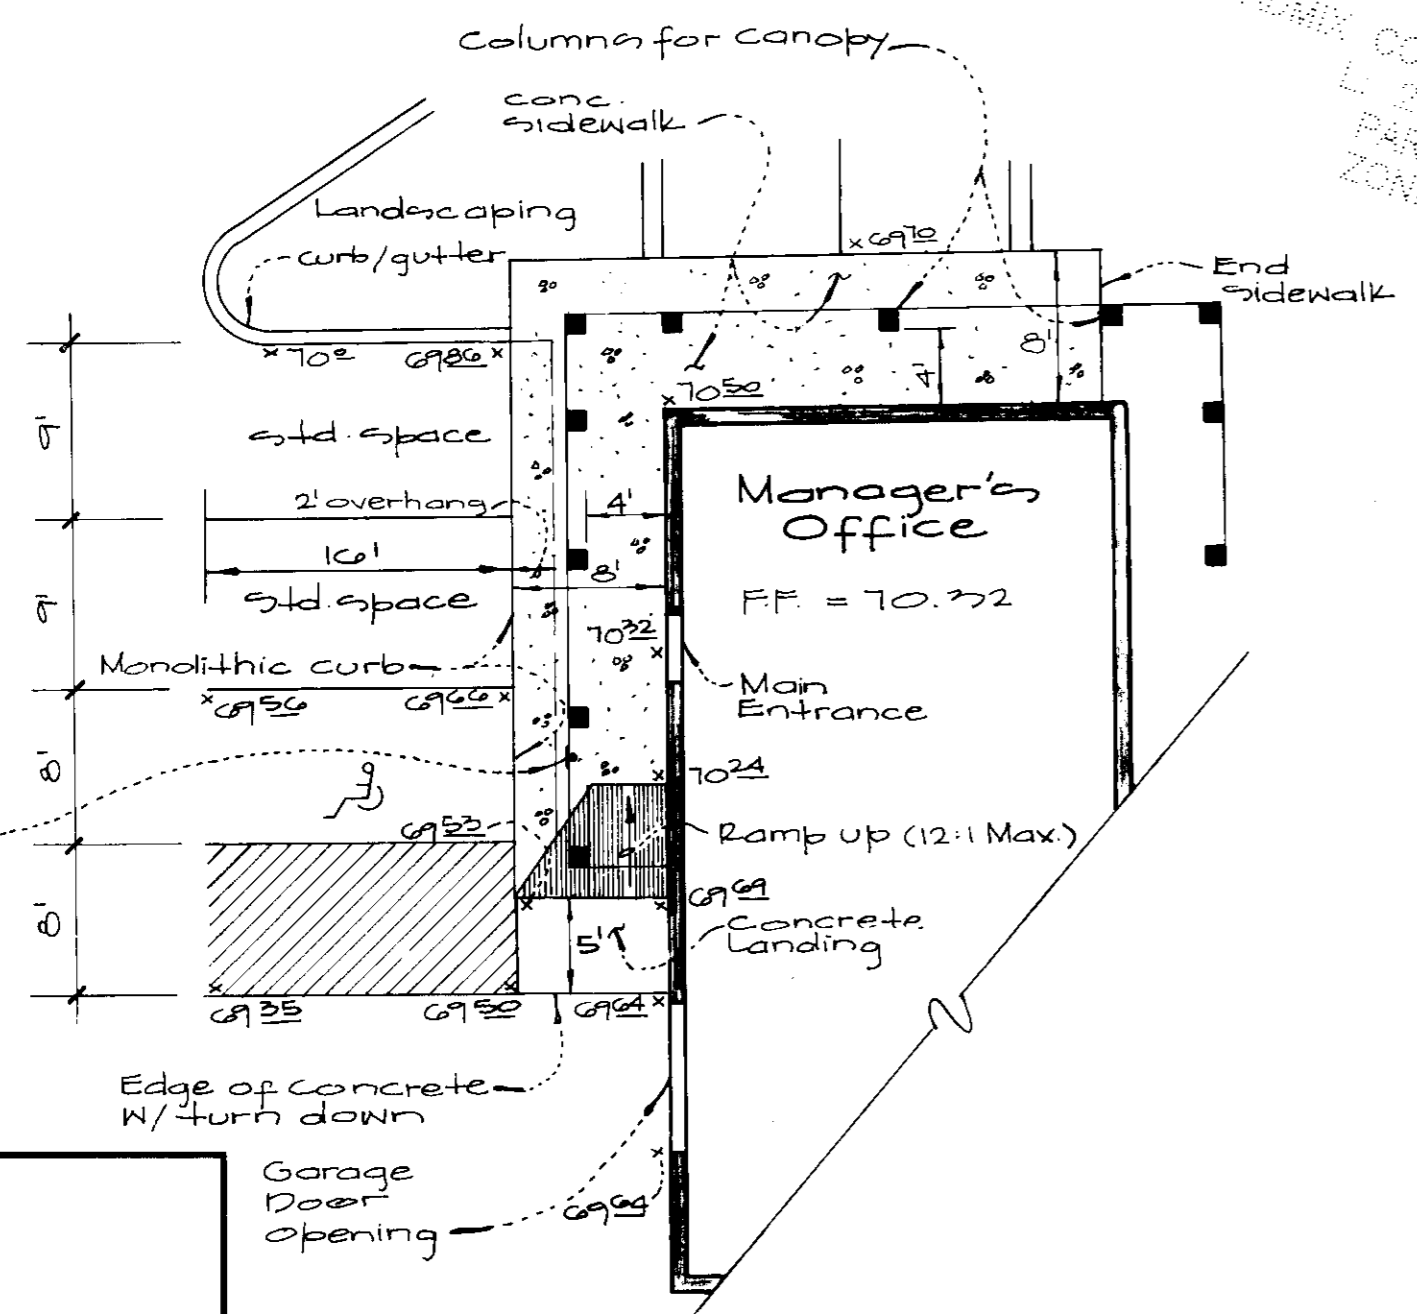 Columns for canopy
conc.
sidewalk
Landscaping
curb/gutter
69 70
End
sidewalk
70 0
69 86
70 50
8'
4'
9'
std. space
2' overhang
4'
Manager's
Office
16'
8'
9'
Std. space
F.F. = 70.32
70 32
Monolithic curb
Main
Entrance
69 56
69 66
8'
70 24
69 53
Ramp up (12:1 Max.)
69 69
8'
5'
Concrete
Landing
69 35
69 50
69 64
Edge of concrete
W/ turn down
Garage
Door
opening
69 64
CO
L 2
PAR
ZON